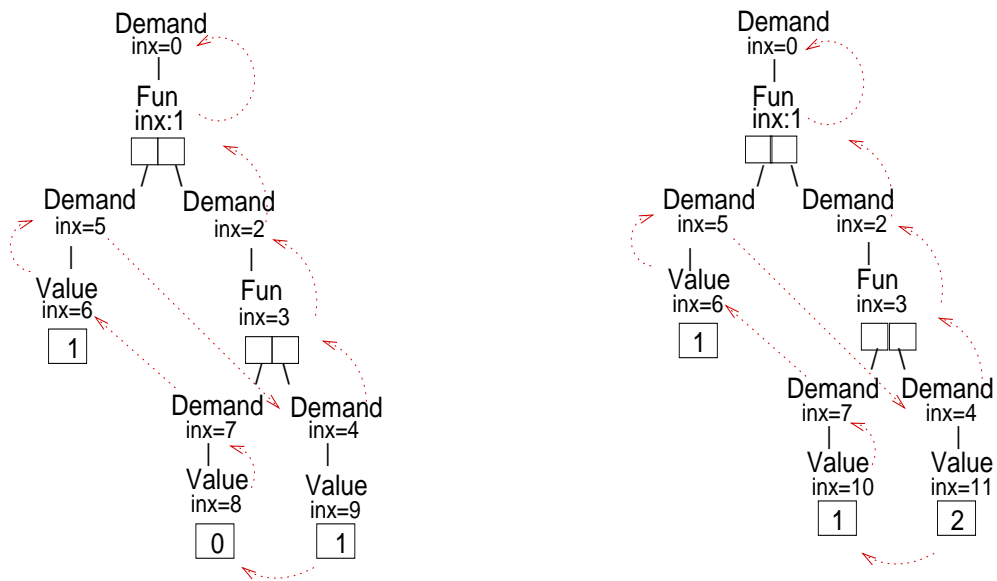 Demand
inx=0
Fun
inx:1
Demand
inx=5
Demand
inx=2
Value
inx=6
1
Fun
inx=3
Demand
inx=7
Demand
inx=4
Value
inx=8
0
Value
inx=9
1
Demand
inx=0
Fun
inx:1
Demand
inx=5
Demand
inx=2
Value
inx=6
1
Fun
inx=3
Demand
inx=7
Demand
inx=4
Value
inx=10
1
Value
inx=11
2